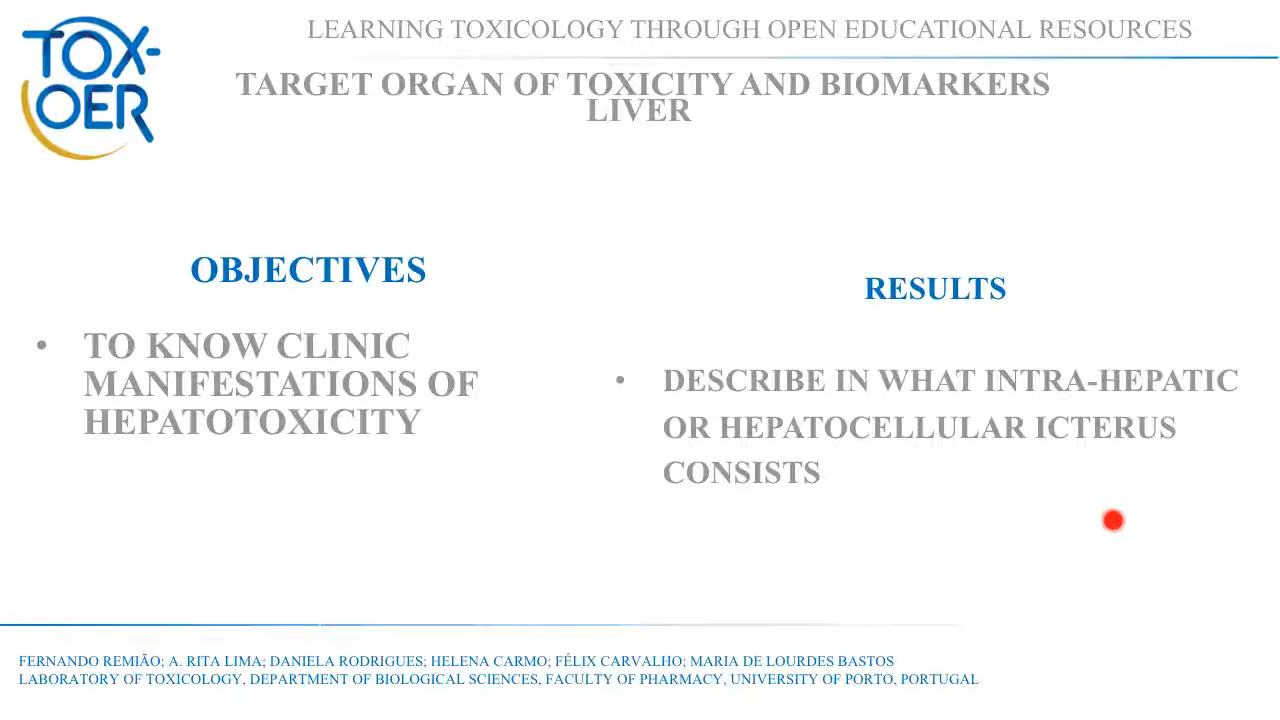 LEARNING TOXICOLOGY THROUGH OPEN EDUCATIONAL RESOURCES
TOX-
OER
TARGET ORGAN OF TOXICITY AND BIOMARKERS
LIVER
OBJECTIVES
• TO KNOW CLINIC
MANIFESTATIONS OF
HEPATOTOXICITY
RESULTS
• DESCRIBE IN WHAT INTRA-HEPATIC
OR HEPATOCELLULAR ICTERUS
CONSISTS
FERNANDO REMIÃO; A. RITA LIMA; DANIELA RODRIGUES; HELENA CARMO; FÉLIX CARVALHO; MARIA DE LOURDES BASTOS
LABORATORY OF TOXICOLOGY, DEPARTMENT OF BIOLOGICAL SCIENCES, FACULTY OF PHARMACY, UNIVERSITY OF PORTO, PORTUGAL